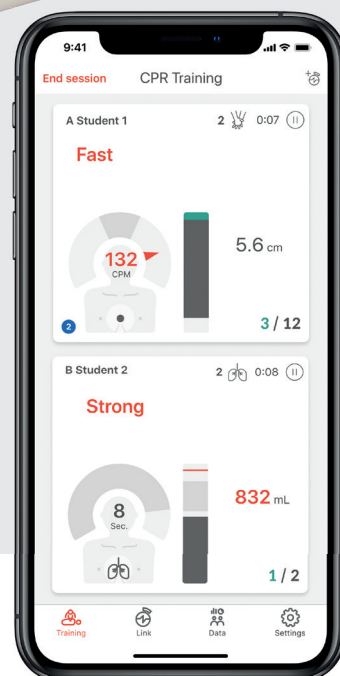 9:41
End session CPR Training
A Student 1 2 0:07
Fast
132
CPM
5.6 cm
2
3 / 12
B Student 2 2 0:08
Strong
8
Sec.
832 mL
1 / 2
Training Link Data Settings